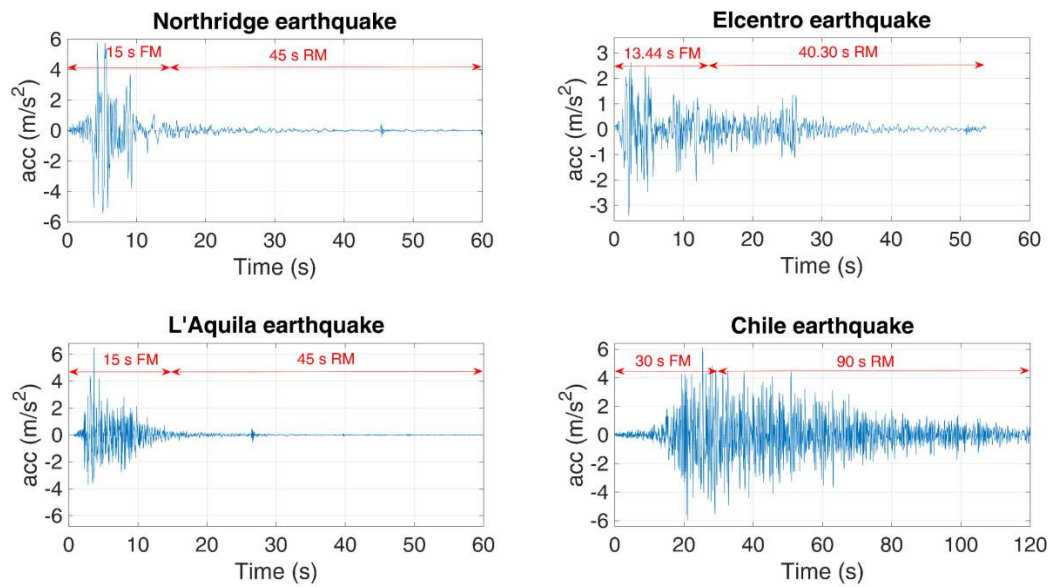 Northridge earthquake
15 s FM 45 s RM
6
4
2
0
-2
-4
-6
acc (m/s²)
0 10 20 30 40 50 60
Time (s)
Elcentro earthquake
13.44 s FM 40.30 s RM
3
2
1
0
-1
-2
-3
acc (m/s²)
0 10 20 30 40 50 60
Time (s)
L'Aquila earthquake
15 s FM 45 s RM
6
4
2
0
-2
-4
-6
acc (m/s²)
0 10 20 30 40 50 60
Time (s)
Chile earthquake
30 s FM 90 s RM
6
4
2
0
-2
-4
-6
acc (m/s²)
0 20 40 60 80 100 120
Time (s)